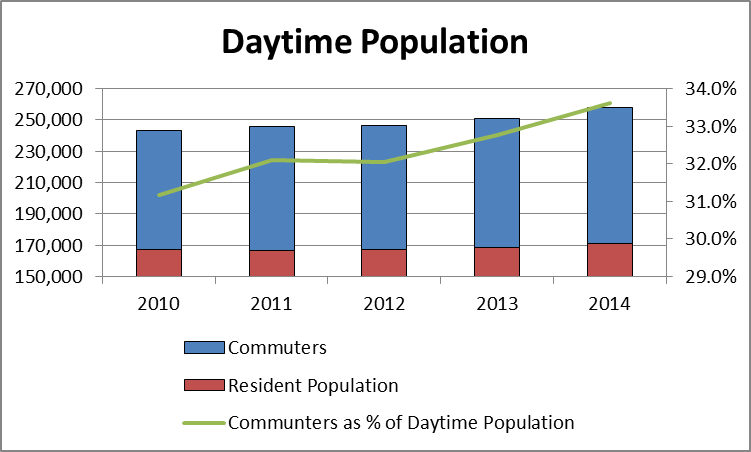 Daytime Population
270,000
250,000
230,000
210,000
190,000
170,000
150,000
34.0%
33.0%
32.0%
31.0%
30.0%
29.0%
2010 2011 2012 2013 2014
Commuters
Resident Population
Communters as % of Daytime Population